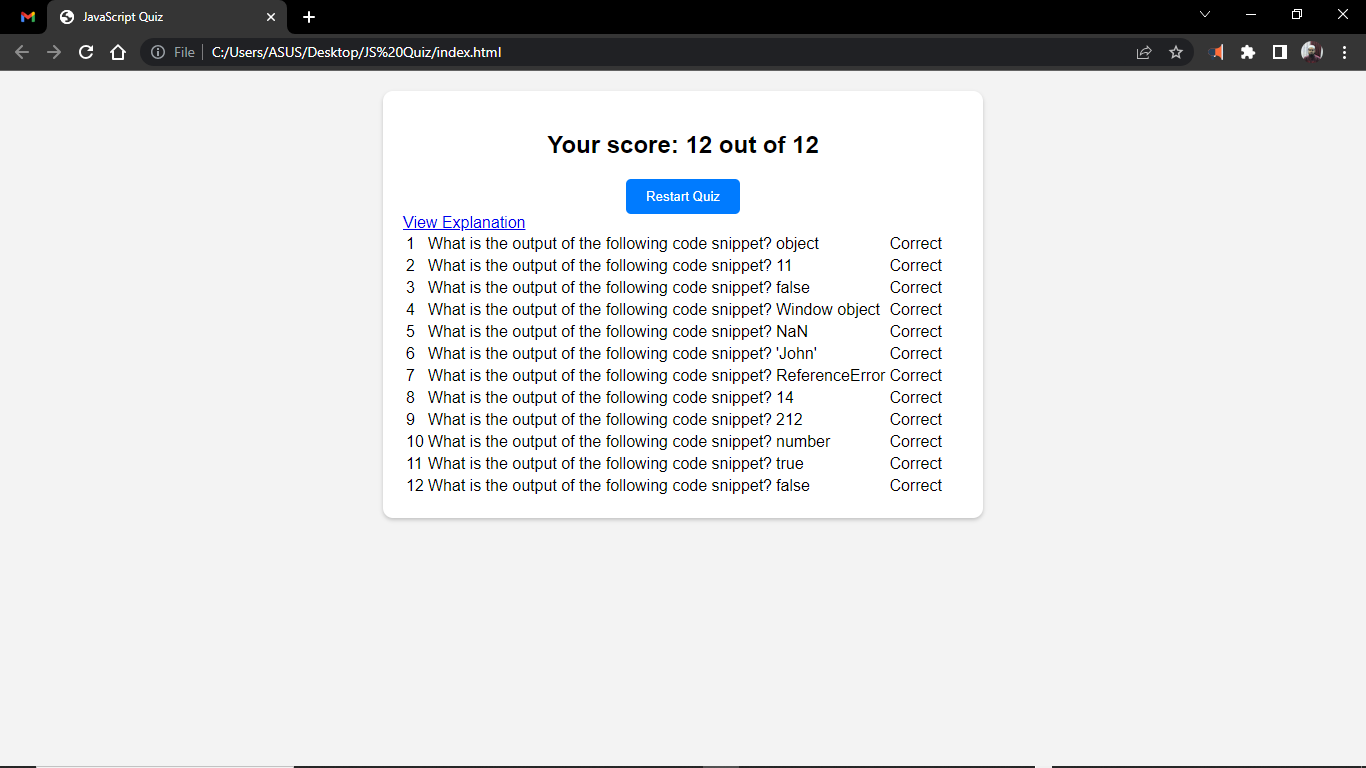 JavaScript Quiz
File C:/Users/ASUS/Desktop/JS%20Quiz/index.html
Your score: 12 out of 12
Restart Quiz
View Explanation
1 What is the output of the following code snippet? object Correct
2 What is the output of the following code snippet? 11 Correct
3 What is the output of the following code snippet? false Correct
4 What is the output of the following code snippet? Window object Correct
5 What is the output of the following code snippet? NaN Correct
6 What is the output of the following code snippet? 'John' Correct
7 What is the output of the following code snippet? ReferenceError Correct
8 What is the output of the following code snippet? 14 Correct
9 What is the output of the following code snippet? 212 Correct
10 What is the output of the following code snippet? number Correct
11 What is the output of the following code snippet? true Correct
12 What is the output of the following code snippet? false Correct